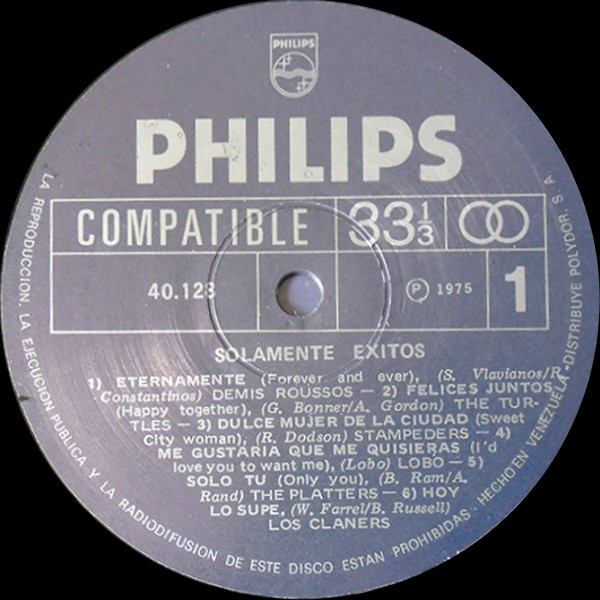 PHILIPS
PHILIPS
COMPATIBLE 33 1/3
40.123 Ⓟ 1975 1
SOLAMENTE EXITOS
1) ETERNAMENTE (Forever and ever), (S. Vlavianos/R.
Constantinos) DEMIS ROUSSOS — 2) FELICES JUNTOS
(Happy together), (G. Bonner/A. Gordon) THE TUR-
TLES — 3) DULCE MUJER DE LA CIUDAD (Sweet
City woman), (R. Dodson) STAMPEDERS — 4)
ME GUSTARIA QUE ME QUISIERAS (I'd
love you to want me), (Lobo) LOBO — 5)
SOLO TU (Only you), (B. Ram/A.
Rand) THE PLATTERS — 6) HOY
LO SUPE, (W. Farrel/B. Russell)
LOS CLANERS
LA REPRODUCCION, LA EJECUCION PUBLICA Y LA RADIODIFUSION DE ESTE DISCO ESTAN PROHIBIDAS - HECHO EN VENEZUELA - DISTRIBUYE POLYDOR, S. A.